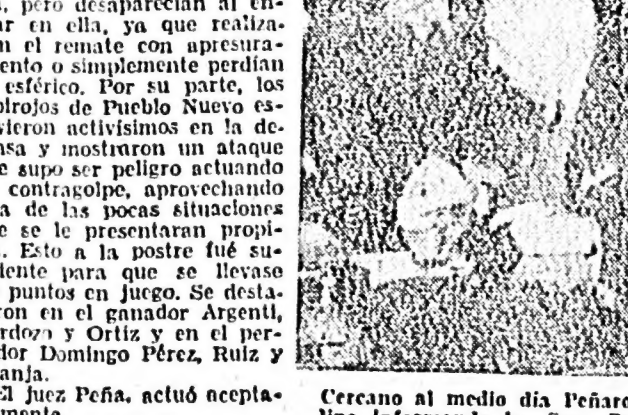 , pero desaparecían al en-
ar en ella, ya que realiza-
n el remate con apresura-
ento o simplemente perdían
esférico. Por su parte, los
birojos de Pueblo Nuevo es-
vieron activísimos en la de-
nsa y mostraron un ataque
e supo ser peligro actuando
contragolpe, aprovechando
a de las pocas situaciones
e se le presentaran propi-
. Esto a la postre fué su-
iente para que se llevase
puntos en juego. Se desta-
ron en el ganador Argenti,
rdozo y Ortiz y en el per-
dor Domingo Pérez, Ruiz y
anja.
El juez Peña, actuó acepta-
mente.
Cercano al medio día Peñaro